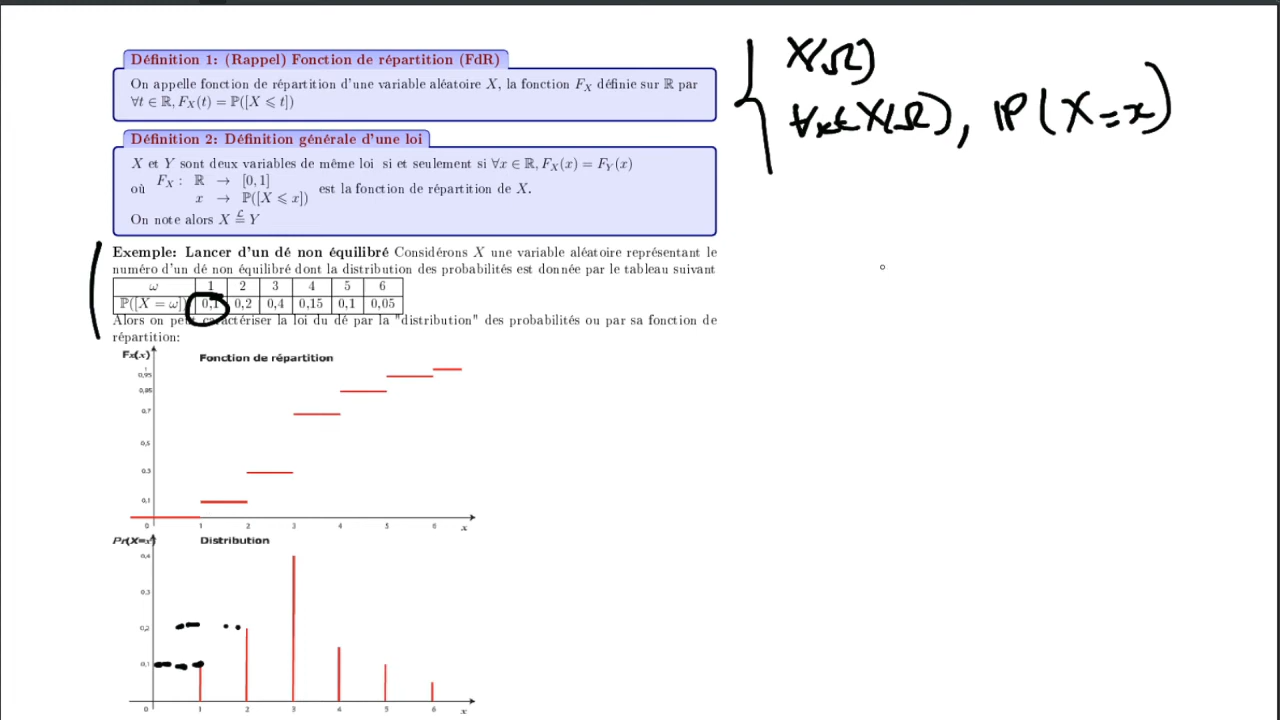 Définition 1: (Rappel) Fonction de répartition (FdR)
On appelle fonction de répartition d'une variable aléatoire X, la fonction F_X définie sur ℝ par
∀t ∈ ℝ, F_X(t) = ℙ([X ⩽ t])
Définition 2: Définition générale d'une loi
X et Y sont deux variables de même loi si et seulement si ∀x ∈ ℝ, F_X(x) = F_Y(x)
où F_X : ℝ → [0, 1]
x → ℙ([X ⩽ x]) est la fonction de répartition de X.
On note alors X =^ℒ Y
Exemple: Lancer d'un dé non équilibré Considérons X une variable aléatoire représentant le
numéro d'un dé non équilibré dont la distribution des probabilités est donnée par le tableau suivant
ω 1 2 3 4 5 6
ℙ([X = ω]) 0,1 0,2 0,4 0,15 0,1 0,05
Alors on peut caractériser la loi du dé par la "distribution" des probabilités ou par sa fonction de
répartition:
Fx(x) Fonction de répartition
1
0,95
0,85
0,7
0,5
0,3
0,1
0 1 2 3 4 5 6 x
Pr(X=x) Distribution
0,4
0,3
0,2
0,1
0 1 2 3 4 5 6 x
X(Ω)
∀x∈X(Ω), ℙ(X=x)